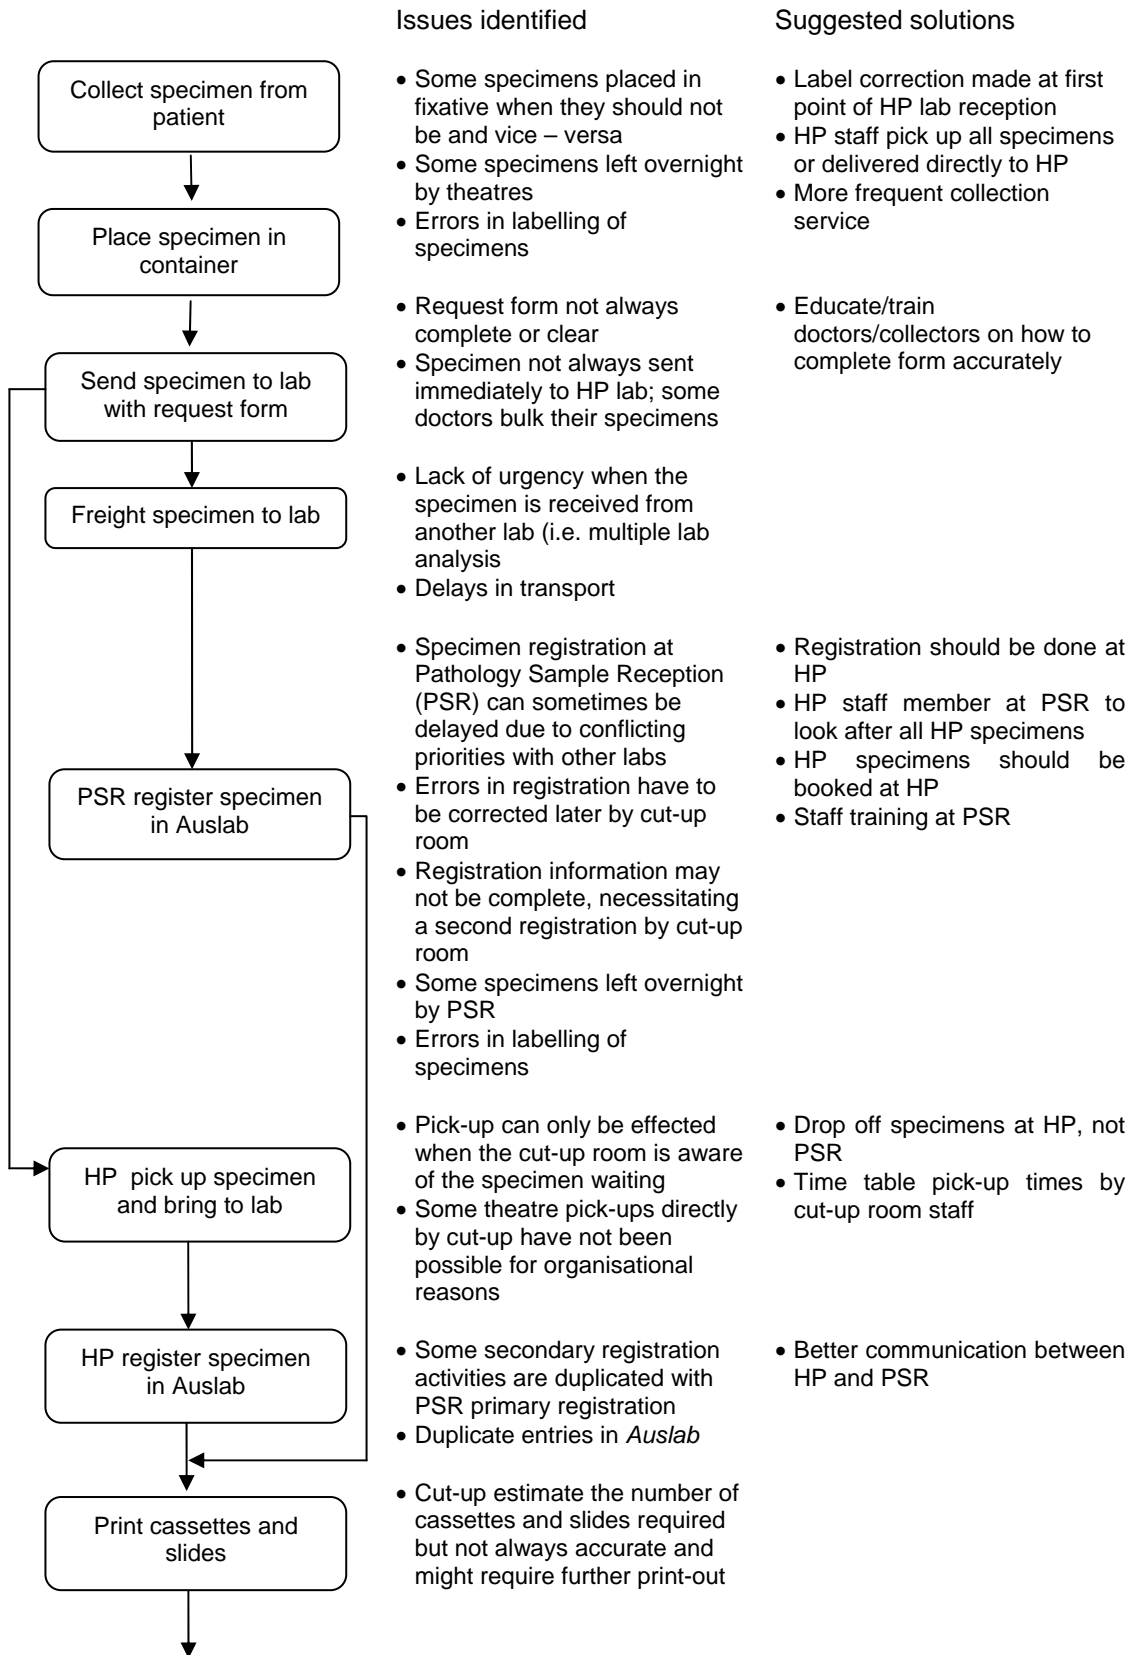 Issues identified
Suggested solutions
Collect specimen from
patient
• Some specimens placed in
fixative when they should not
be and vice – versa
• Some specimens left overnight
by theatres
• Errors in labelling of
specimens
• Label correction made at first
point of HP lab reception
• HP staff pick up all specimens
or delivered directly to HP
• More frequent collection
service
Place specimen in
container
Send specimen to lab
with request form
• Request form not always
complete or clear
• Specimen not always sent
immediately to HP lab; some
doctors bulk their specimens
• Educate/train
doctors/collectors on how to
complete form accurately
Freight specimen to lab
• Lack of urgency when the
specimen is received from
another lab (i.e. multiple lab
analysis
• Delays in transport
PSR register specimen
in Auslab
• Specimen registration at
Pathology Sample Reception
(PSR) can sometimes be
delayed due to conflicting
priorities with other labs
• Errors in registration have to
be corrected later by cut-up
room
• Registration information may
not be complete, necessitating
a second registration by cut-up
room
• Some specimens left overnight
by PSR
• Errors in labelling of
specimens
• Registration should be done at
HP
• HP staff member at PSR to
look after all HP specimens
• HP specimens should be
booked at HP
• Staff training at PSR
HP pick up specimen
and bring to lab
• Pick-up can only be effected
when the cut-up room is aware
of the specimen waiting
• Some theatre pick-ups directly
by cut-up have not been
possible for organisational
reasons
• Drop off specimens at HP, not
PSR
• Time table pick-up times by
cut-up room staff
HP register specimen
in Auslab
• Some secondary registration
activities are duplicated with
PSR primary registration
• Duplicate entries in Auslab
• Better communication between
HP and PSR
Print cassettes and
slides
• Cut-up estimate the number of
cassettes and slides required
but not always accurate and
might require further print-out